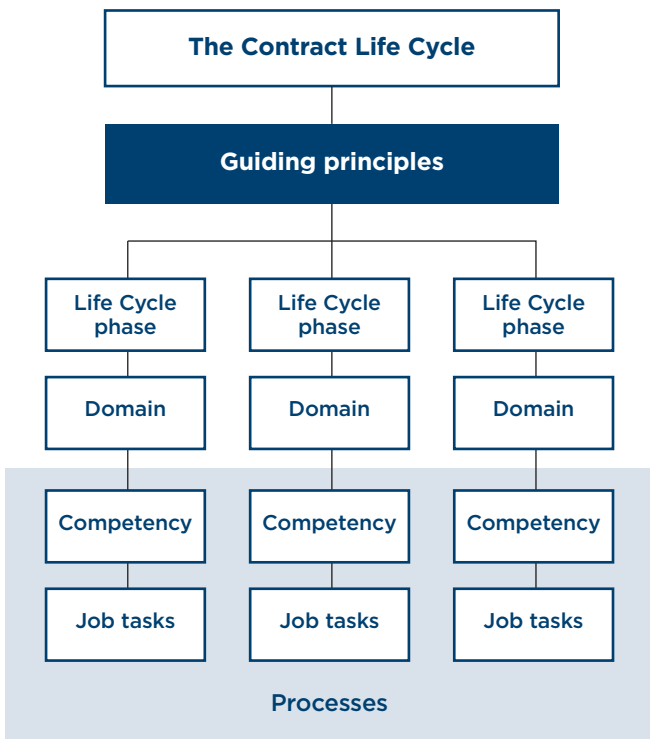 The Contract Life Cycle
Guiding principles
Life Cycle
phase
Life Cycle
phase
Life Cycle
phase
Domain
Domain
Domain
Competency
Competency
Competency
Job tasks
Job tasks
Job tasks
Processes